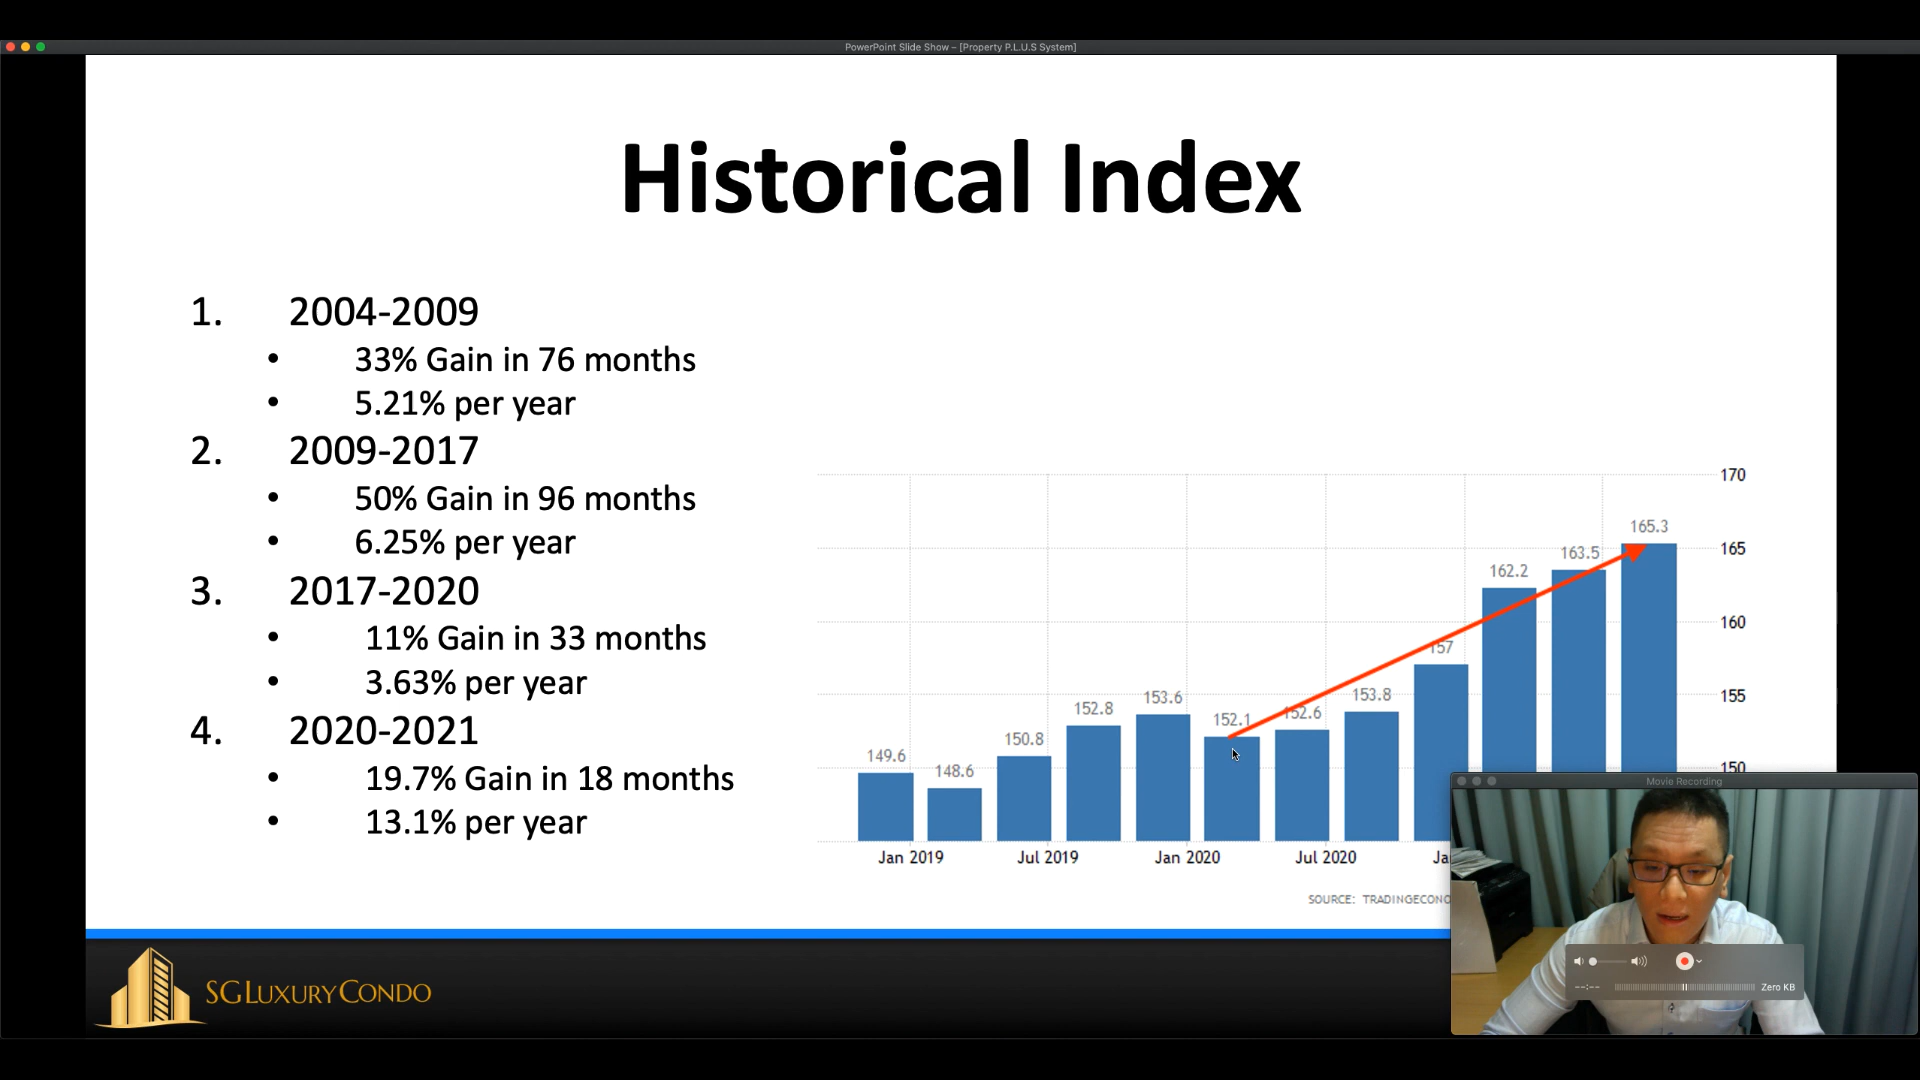 PowerPoint Slide Show – [Property P.L.U.S System]
Historical Index
1. 2004-2009
• 33% Gain in 76 months
• 5.21% per year
2. 2009-2017
• 50% Gain in 96 months
• 6.25% per year
3. 2017-2020
• 11% Gain in 33 months
• 3.63% per year
4. 2020-2021
• 19.7% Gain in 18 months
• 13.1% per year
170
165.3
165
163.5
162.2
160
157
155
153.8
153.6
152.8
152.6
152.1
150.8
150
149.6
148.6
Jan 2019
Jul 2019
Jan 2020
Jul 2020
Ja
SOURCE: TRADINGECONO
SGLUXURYCONDO
Movie Recording
--:--
Zero KB